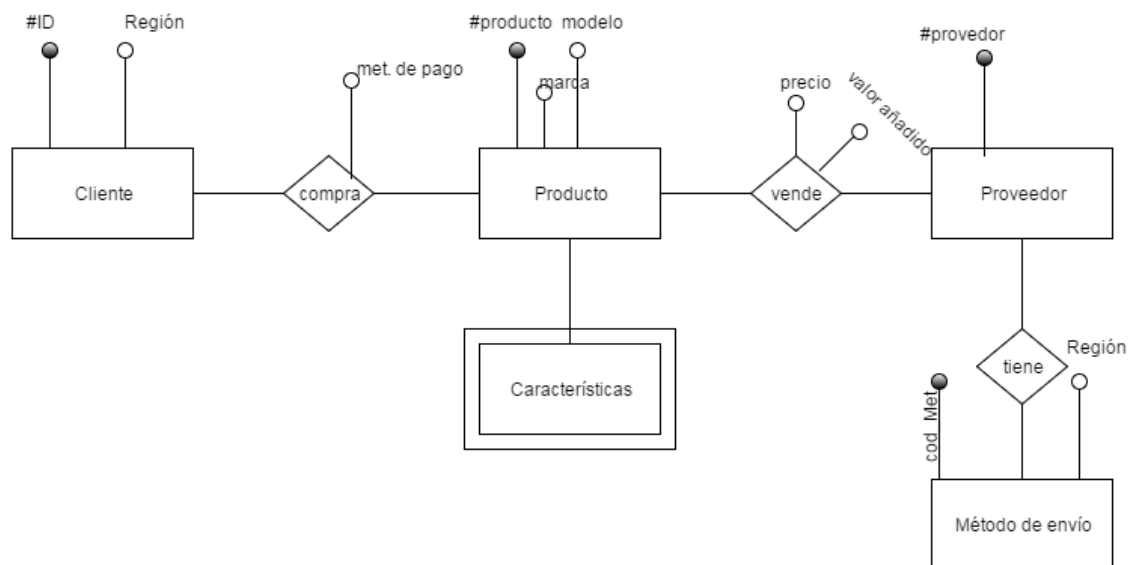 #ID
Región
met. de pago
#producto
modelo
marca
precio
valor añadido
#provedor
Cliente
compra
Producto
vende
Proveedor
tiene
Región
cod_Met
Características
Método de envío